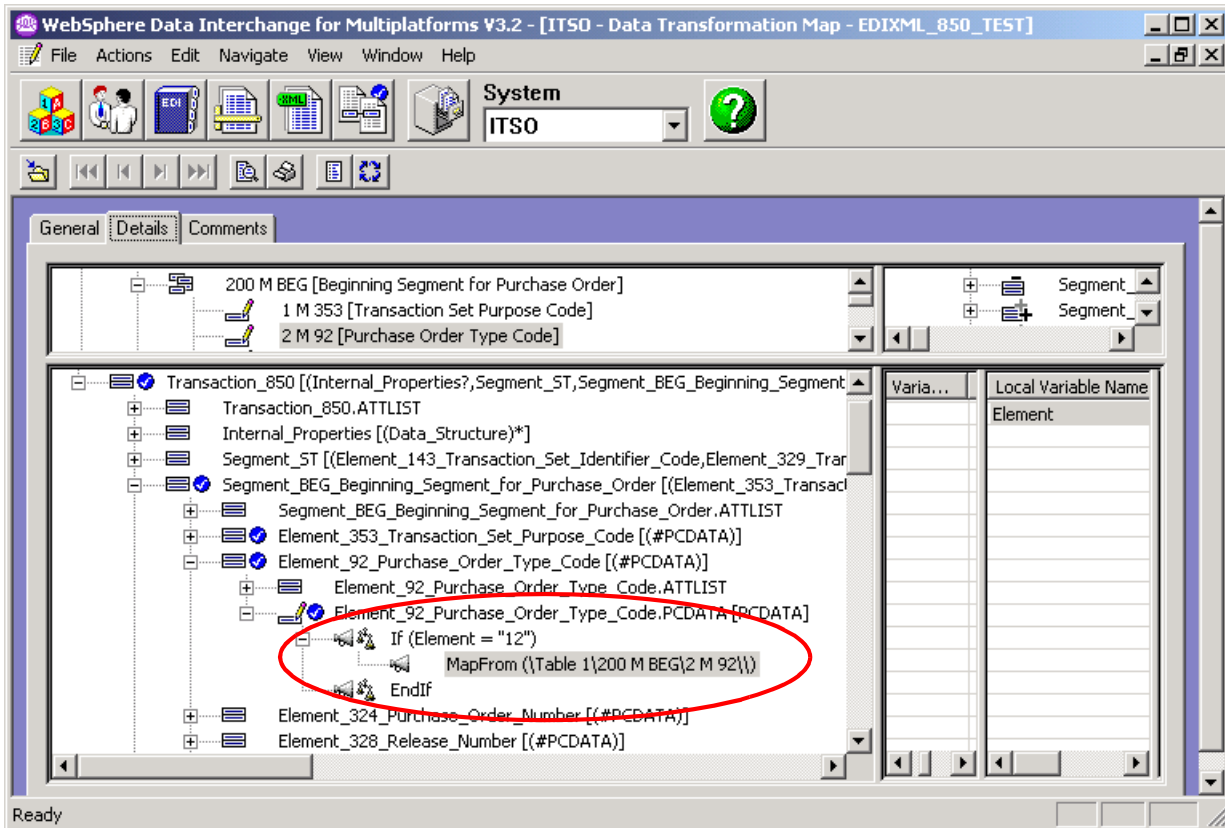 WebSphere Data Interchange for Multiplatforms V3.2 - [ITSO - Data Transformation Map - EDIXML_850_TEST]
File Actions Edit Navigate View Window Help
EDI
XML
System
ITSO
General Details Comments
200 M BEG [Beginning Segment for Purchase Order]
1 M 353 [Transaction Set Purpose Code]
2 M 92 [Purchase Order Type Code]
Segment_
Segment_
Transaction_850 [(Internal_Properties?,Segment_ST,Segment_BEG_Beginning_Segment
Transaction_850.ATTLIST
Internal_Properties [(Data_Structure)*]
Segment_ST [(Element_143_Transaction_Set_Identifier_Code,Element_329_Tran
Segment_BEG_Beginning_Segment_for_Purchase_Order [(Element_353_Transact
Segment_BEG_Beginning_Segment_for_Purchase_Order.ATTLIST
Element_353_Transaction_Set_Purpose_Code [(#PCDATA)]
Element_92_Purchase_Order_Type_Code [(#PCDATA)]
Element_92_Purchase_Order_Type_Code.ATTLIST
Element_92_Purchase_Order_Type_Code.PCDATA [PCDATA]
If (Element = "12")
MapFrom (\Table 1\200 M BEG\2 M 92\\)
EndIf
Element_324_Purchase_Order_Number [(#PCDATA)]
Element_328_Release_Number [(#PCDATA)]
Varia...
Local Variable Name
Element
Ready